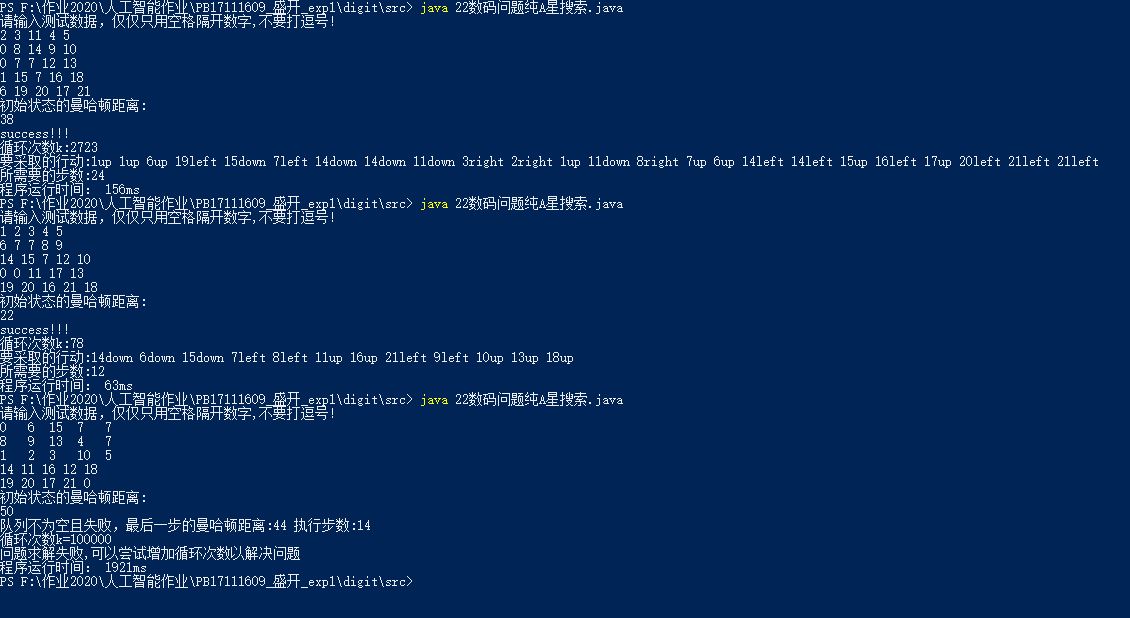 PS F:\作业2020\人工智能作业\PB17111609_盛开_exp1\digit\src> java 22数码问题纯A星搜索.java
请输入测试数据，仅仅只用空格隔开数字,不要打逗号!
2 3 11 4 5
0 8 14 9 10
0 7 7 12 13
1 15 7 16 18
6 19 20 17 21
初始状态的曼哈顿距离:
38
success!!!
循环次数k:2723
要采取的行动:1up 1up 6up 19left 15down 7left 14down 14down 11down 3right 2right 1up 11down 8right 7up 6up 14left 14left 15up 16left 17up 20left 21left 21left
所需要的步数:24
程序运行时间： 156ms
PS F:\作业2020\人工智能作业\PB17111609_盛开_exp1\digit\src> java 22数码问题纯A星搜索.java
请输入测试数据，仅仅只用空格隔开数字,不要打逗号!
1 2 3 4 5
6 7 7 8 9
14 15 7 12 10
0 0 11 17 13
19 20 16 21 18
初始状态的曼哈顿距离:
22
success!!!
循环次数k:78
要采取的行动:14down 6down 15down 7left 8left 11up 16up 21left 9left 10up 13up 18up
所需要的步数:12
程序运行时间： 63ms
PS F:\作业2020\人工智能作业\PB17111609_盛开_exp1\digit\src> java 22数码问题纯A星搜索.java
请输入测试数据，仅仅只用空格隔开数字,不要打逗号!
0 6 15 7 7
8 9 13 4 7
1 2 3 10 5
14 11 16 12 18
19 20 17 21 0
初始状态的曼哈顿距离:
50
队列不为空且失败，最后一步的曼哈顿距离:44 执行步数:14
循环次数k=100000
问题求解失败,可以尝试增加循环次数以解决问题
程序运行时间： 1921ms
PS F:\作业2020\人工智能作业\PB17111609_盛开_exp1\digit\src>